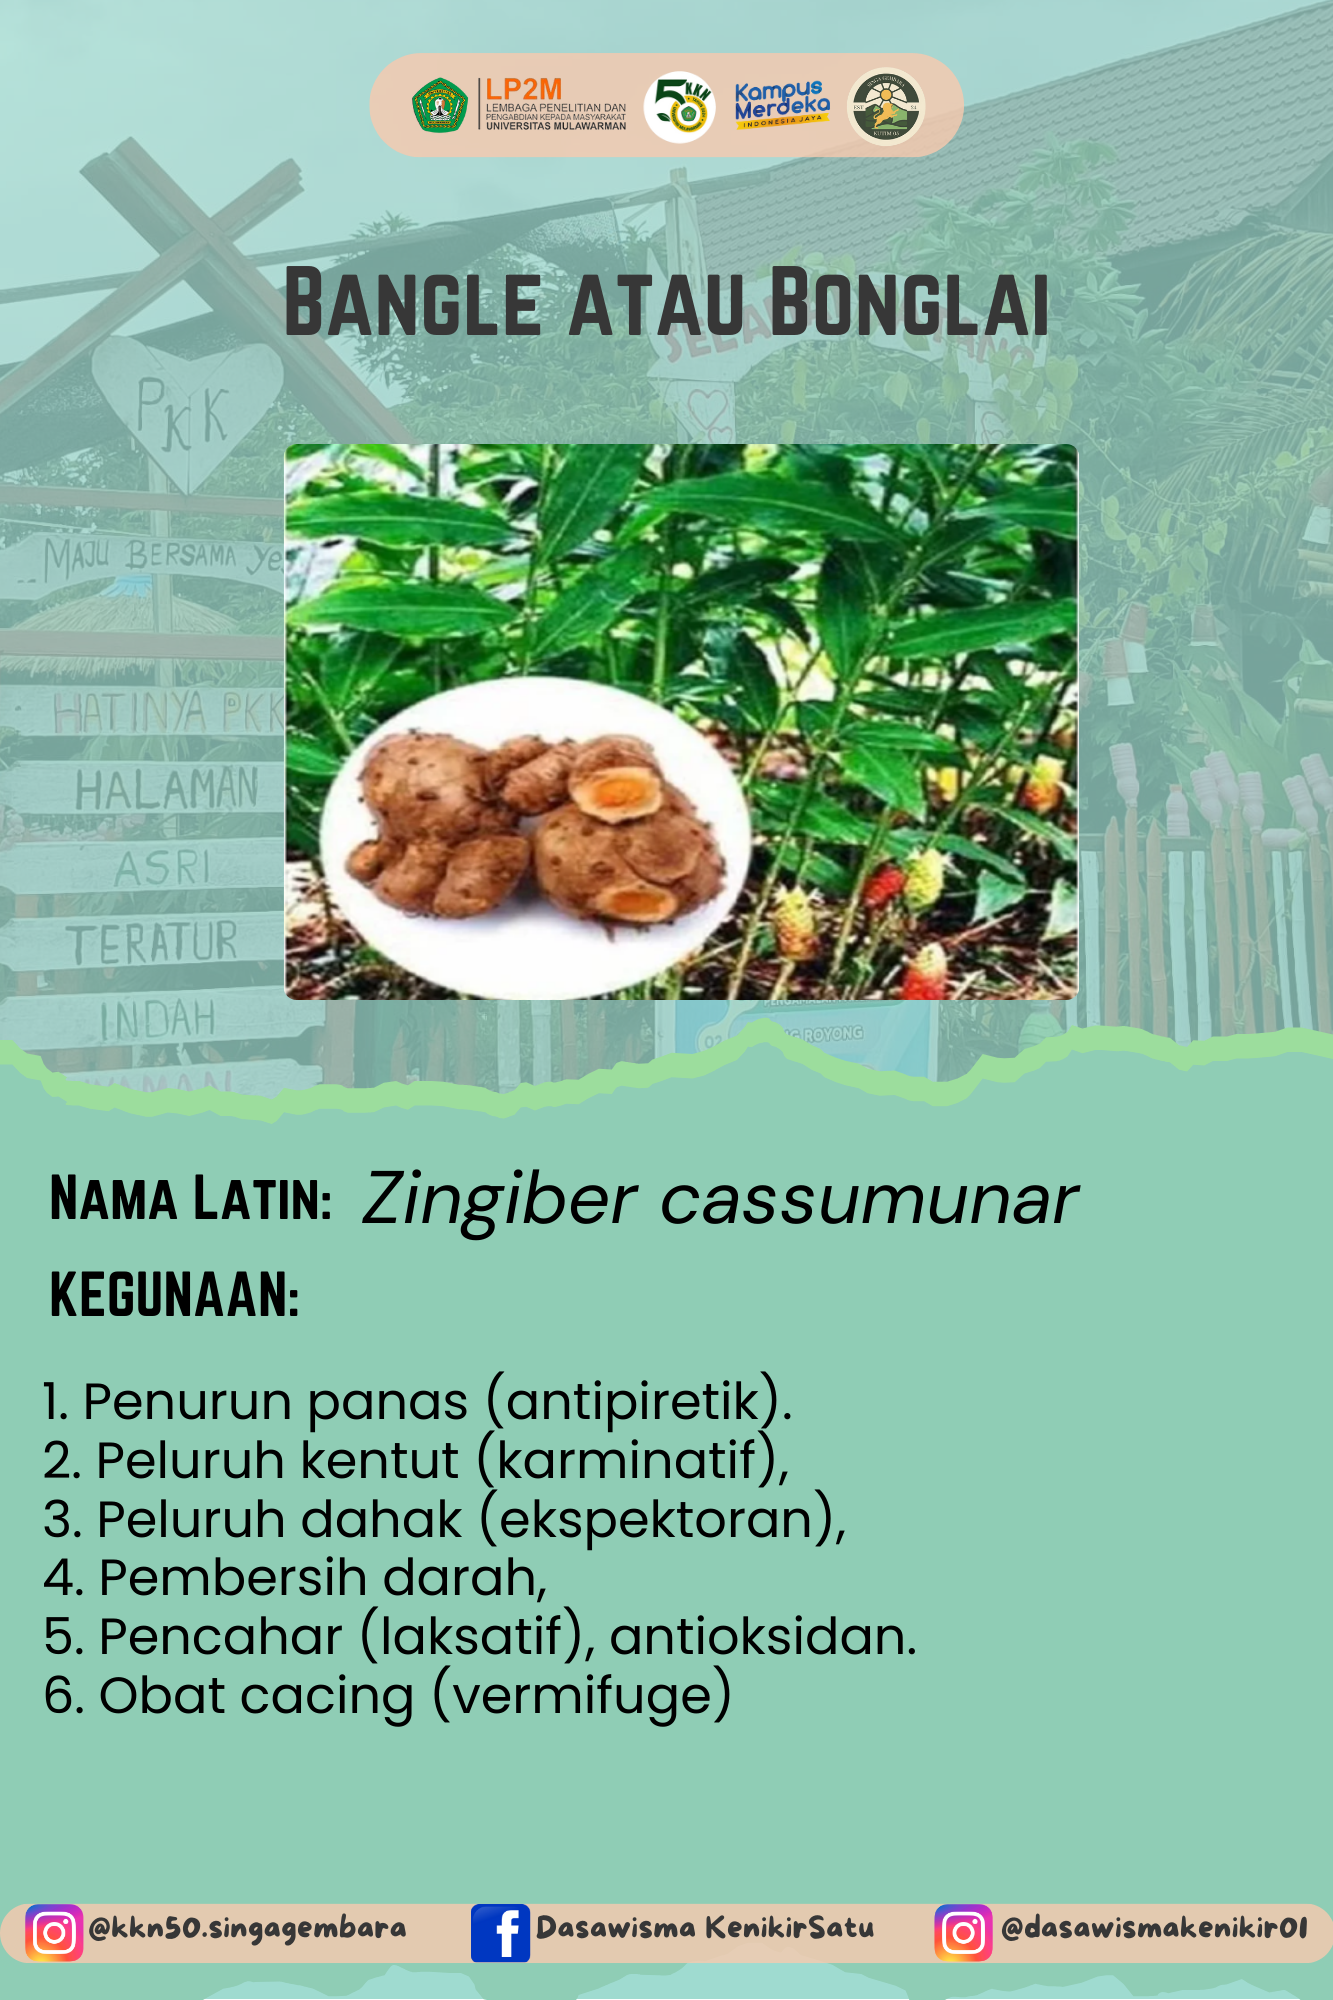 LP2M
LEMBAGA PENELITIAN DAN
PENGABDIAN KEPADA MASYARAKAT
UNIVERSITAS MULAWARMAN
5 KKN
Kampus
Merdeka
INDONESIA JAYA
BANGLE ATAU BONGLAI
PKK
MAJU BERSAMA
HATINYA PKK
HALAMAN
ASRI
TERATUR
INDAH
ROYONG
NAMA LATIN: Zingiber cassumunar
KEGUNAAN:
1. Penurun panas (antipiretik).
2. Peluruh kentut (karminatif),
3. Peluruh dahak (ekspektoran),
4. Pembersih darah,
5. Pencahar (laksatif), antioksidan.
6. Obat cacing (vermifuge)
@kkn50.singagembara
Dasawisma KenikirSatu
@dasawismakenikir01